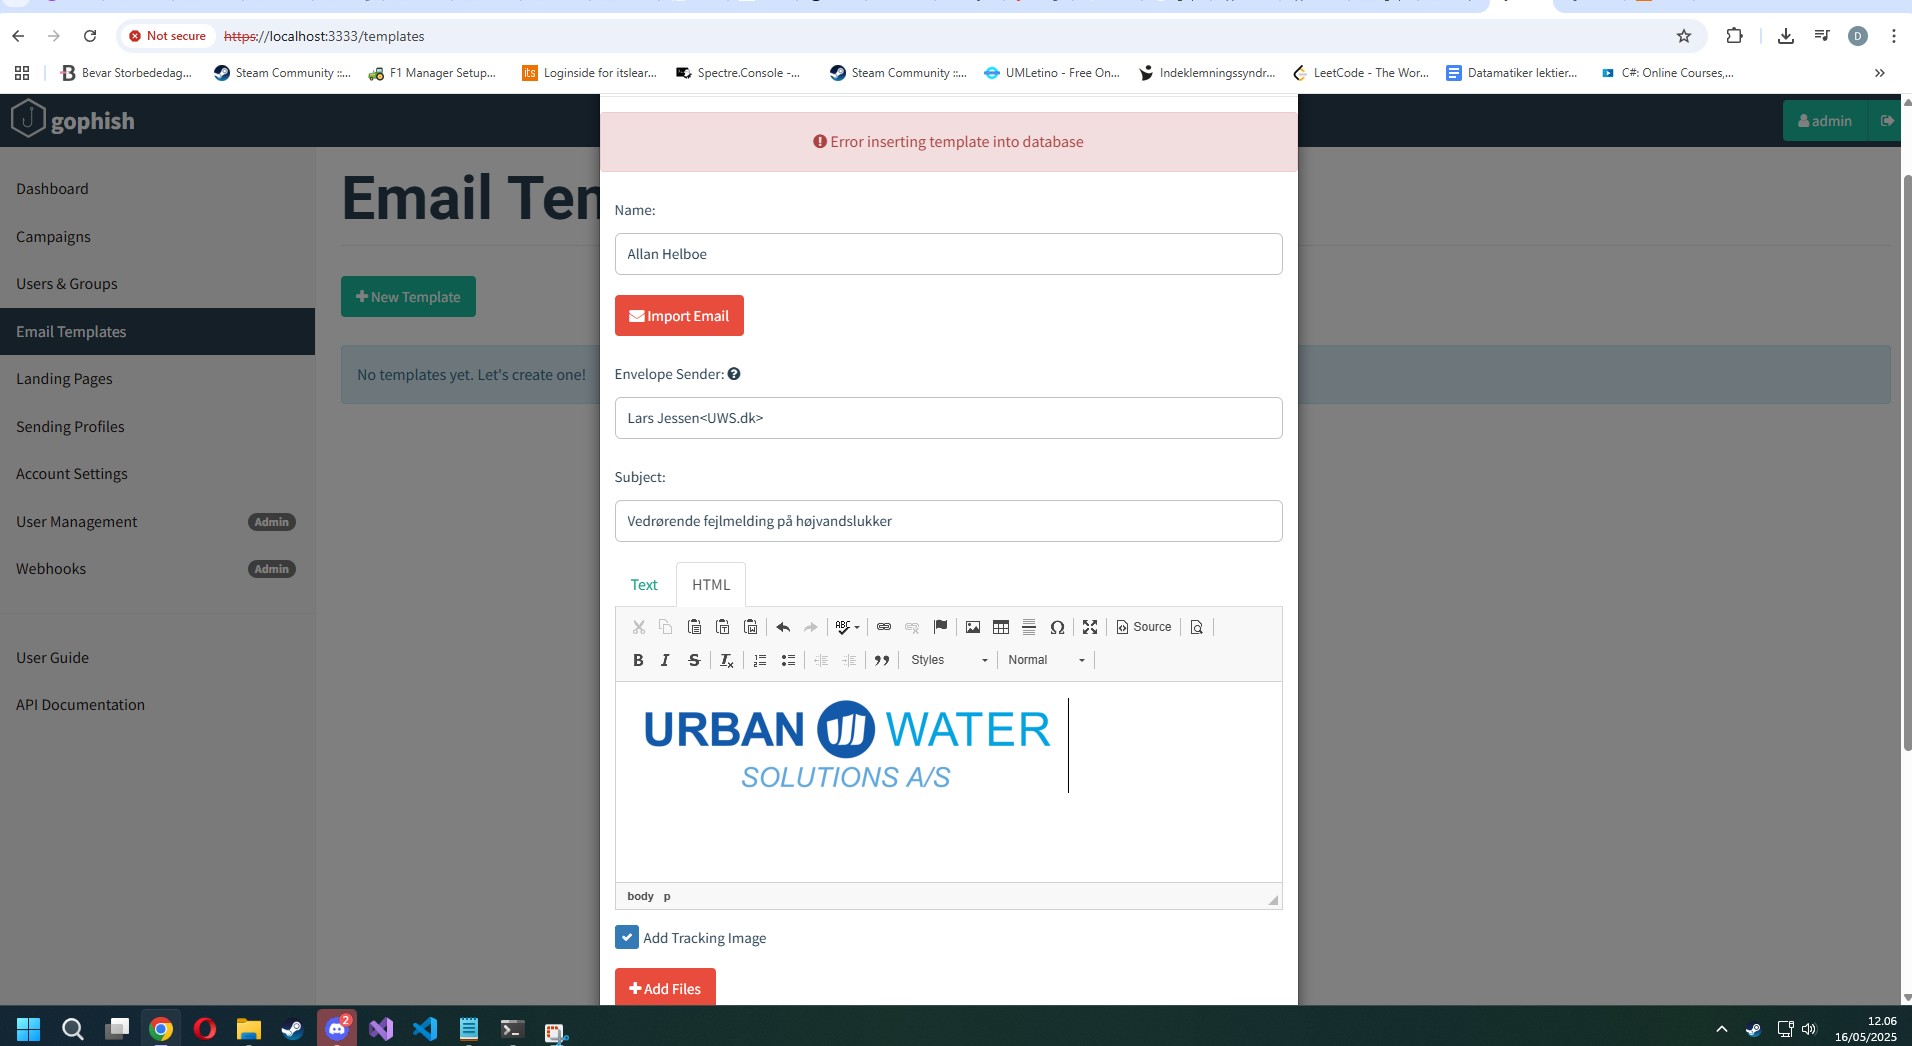 Not secure https://localhost:3333/templates
D
Bevar Storbededag...
Steam Community ::...
F1 Manager Setup...
its Loginside for itslear...
Spectre.Console -...
Steam Community ::...
UMLetino - Free On...
Indeklemningssyndr...
LeetCode - The Wor...
Datamatiker lektier...
C#: Online Courses,...
gophish
admin
Dashboard
Campaigns
Users & Groups
Email Templates
Landing Pages
Sending Profiles
Account Settings
User Management Admin
Webhooks Admin
User Guide
API Documentation
Email Ten
New Template
No templates yet. Let's create one!
Error inserting template into database
Name:
Allan Helboe
Import Email
Envelope Sender:
Lars Jessen<UWS.dk>
Subject:
Vedrørende fejlmelding på højvandslukker
Text HTML
ABC Source
B I S Styles Normal
URBAN WATER
SOLUTIONS A/S
body p
Add Tracking Image
Add Files
2
12.06
16/05/2025